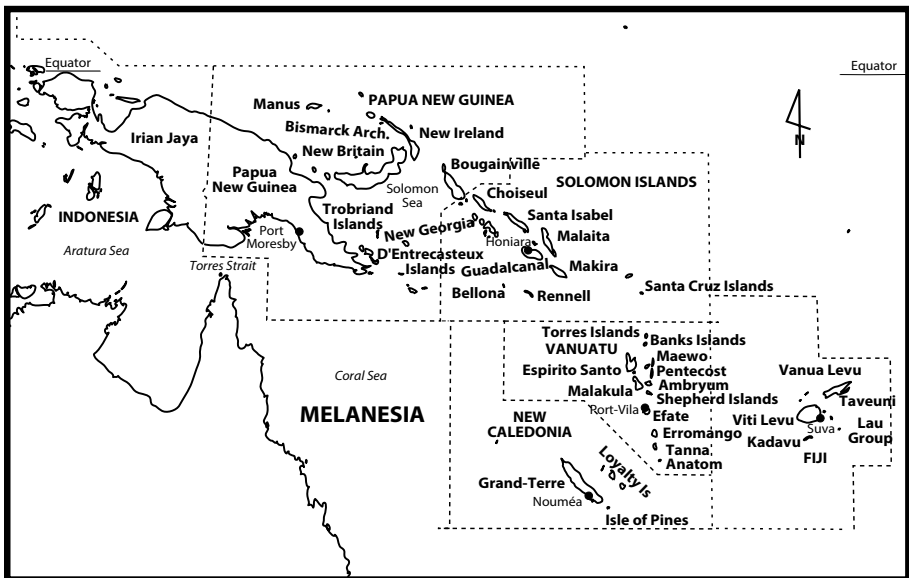 Equator
Equator
Manus
PAPUA NEW GUINEA
N
Irian Jaya
Bismarck Arch.
New Ireland
New Britain
Bougainville
Papua
New Guinea
Solomon
Sea
Choiseul
SOLOMON ISLANDS
INDONESIA
Trobriand
Islands
Santa Isabel
Port
Moresby
New Georgia
Honiara
Malaita
Aratura Sea
D'Entrecasteux
Islands
Guadalcanal
Makira
Torres Strait
Bellona
Rennell
Santa Cruz Islands
Torres Islands
Banks Islands
VANUATU
Maewo
Espirito Santo
Pentecost
Vanua Levu
Coral Sea
Malakula
Ambryum
Shepherd Islands
Taveuni
MELANESIA
Port-Vila
Efate
Viti Levu
Suva
Lau
Group
NEW
CALEDONIA
Erromango
Kadavu
Tanna
FIJI
Anatom
Loyalty Is
Grand-Terre
Nouméa
Isle of Pines